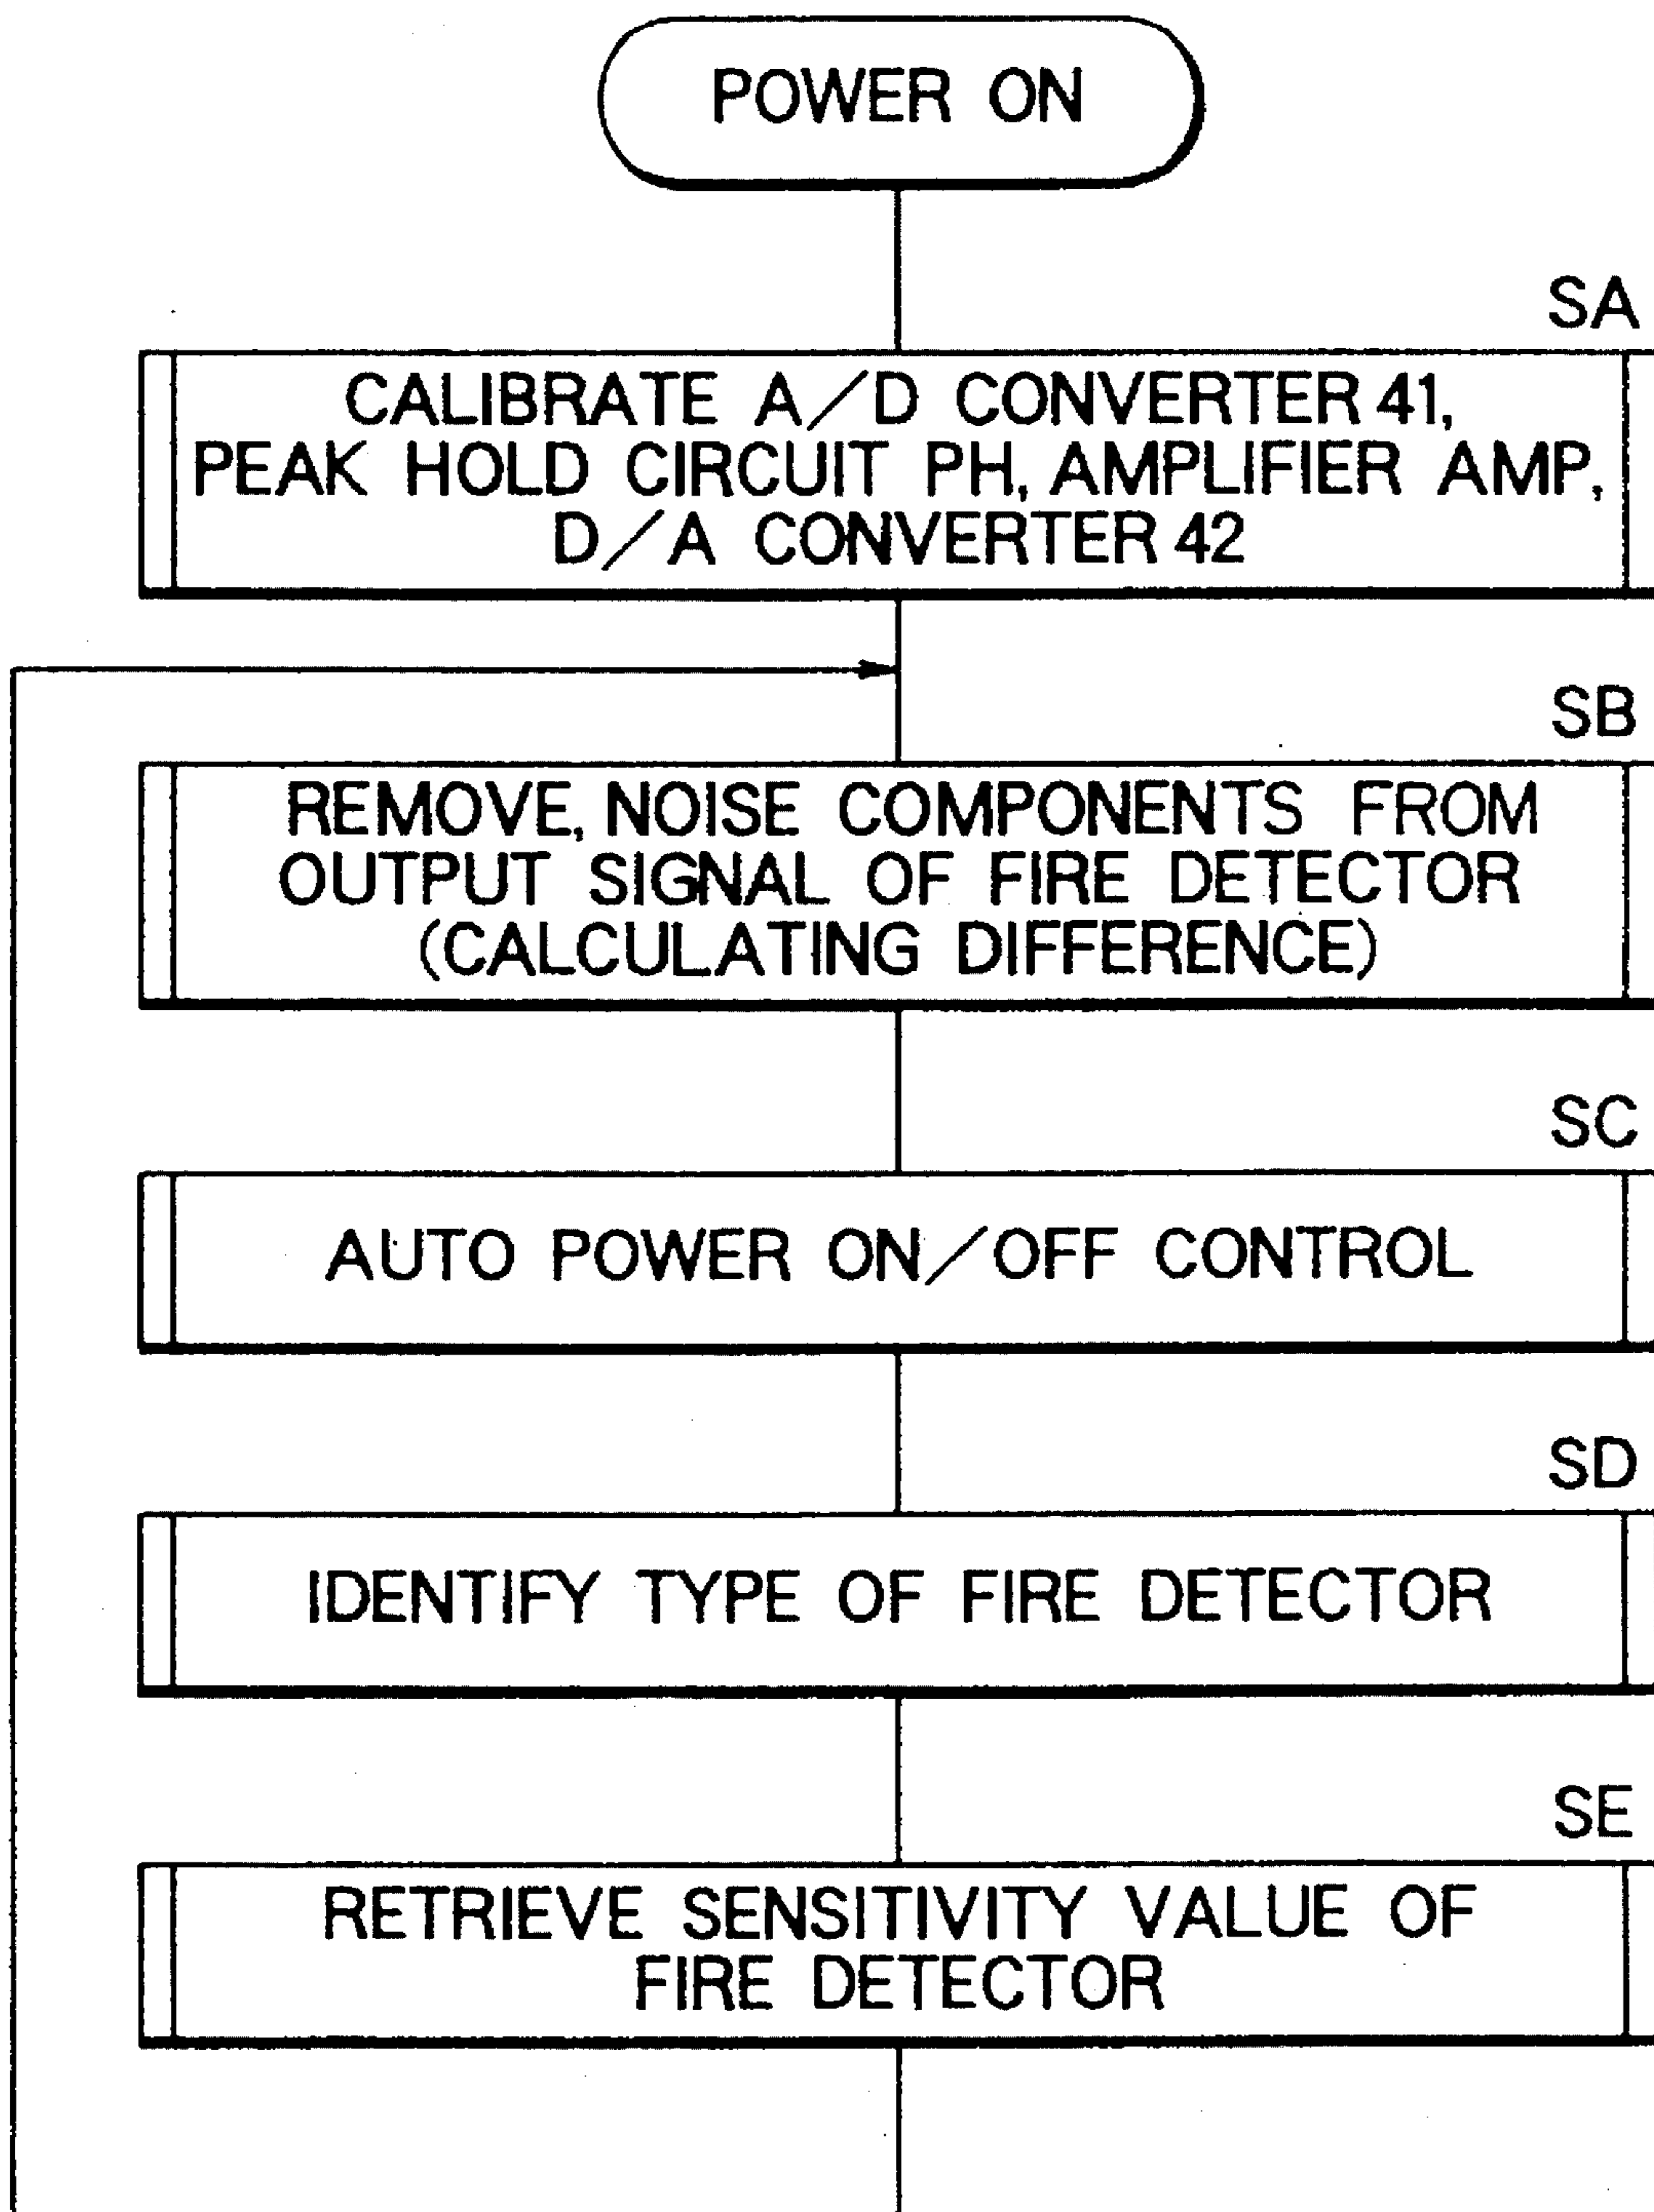 POWER ON
SA
CALIBRATE A/D CONVERTER 41,
PEAK HOLD CIRCUIT PH, AMPLIFIER AMP,
D/A CONVERTER 42
SB
REMOVE, NOISE COMPONENTS FROM
OUTPUT SIGNAL OF FIRE DETECTOR
(CALCULATING DIFFERENCE)
SC
AUTO POWER ON/OFF CONTROL
SD
IDENTIFY TYPE OF FIRE DETECTOR
SE
RETRIEVE SENSITIVITY VALUE OF
FIRE DETECTOR